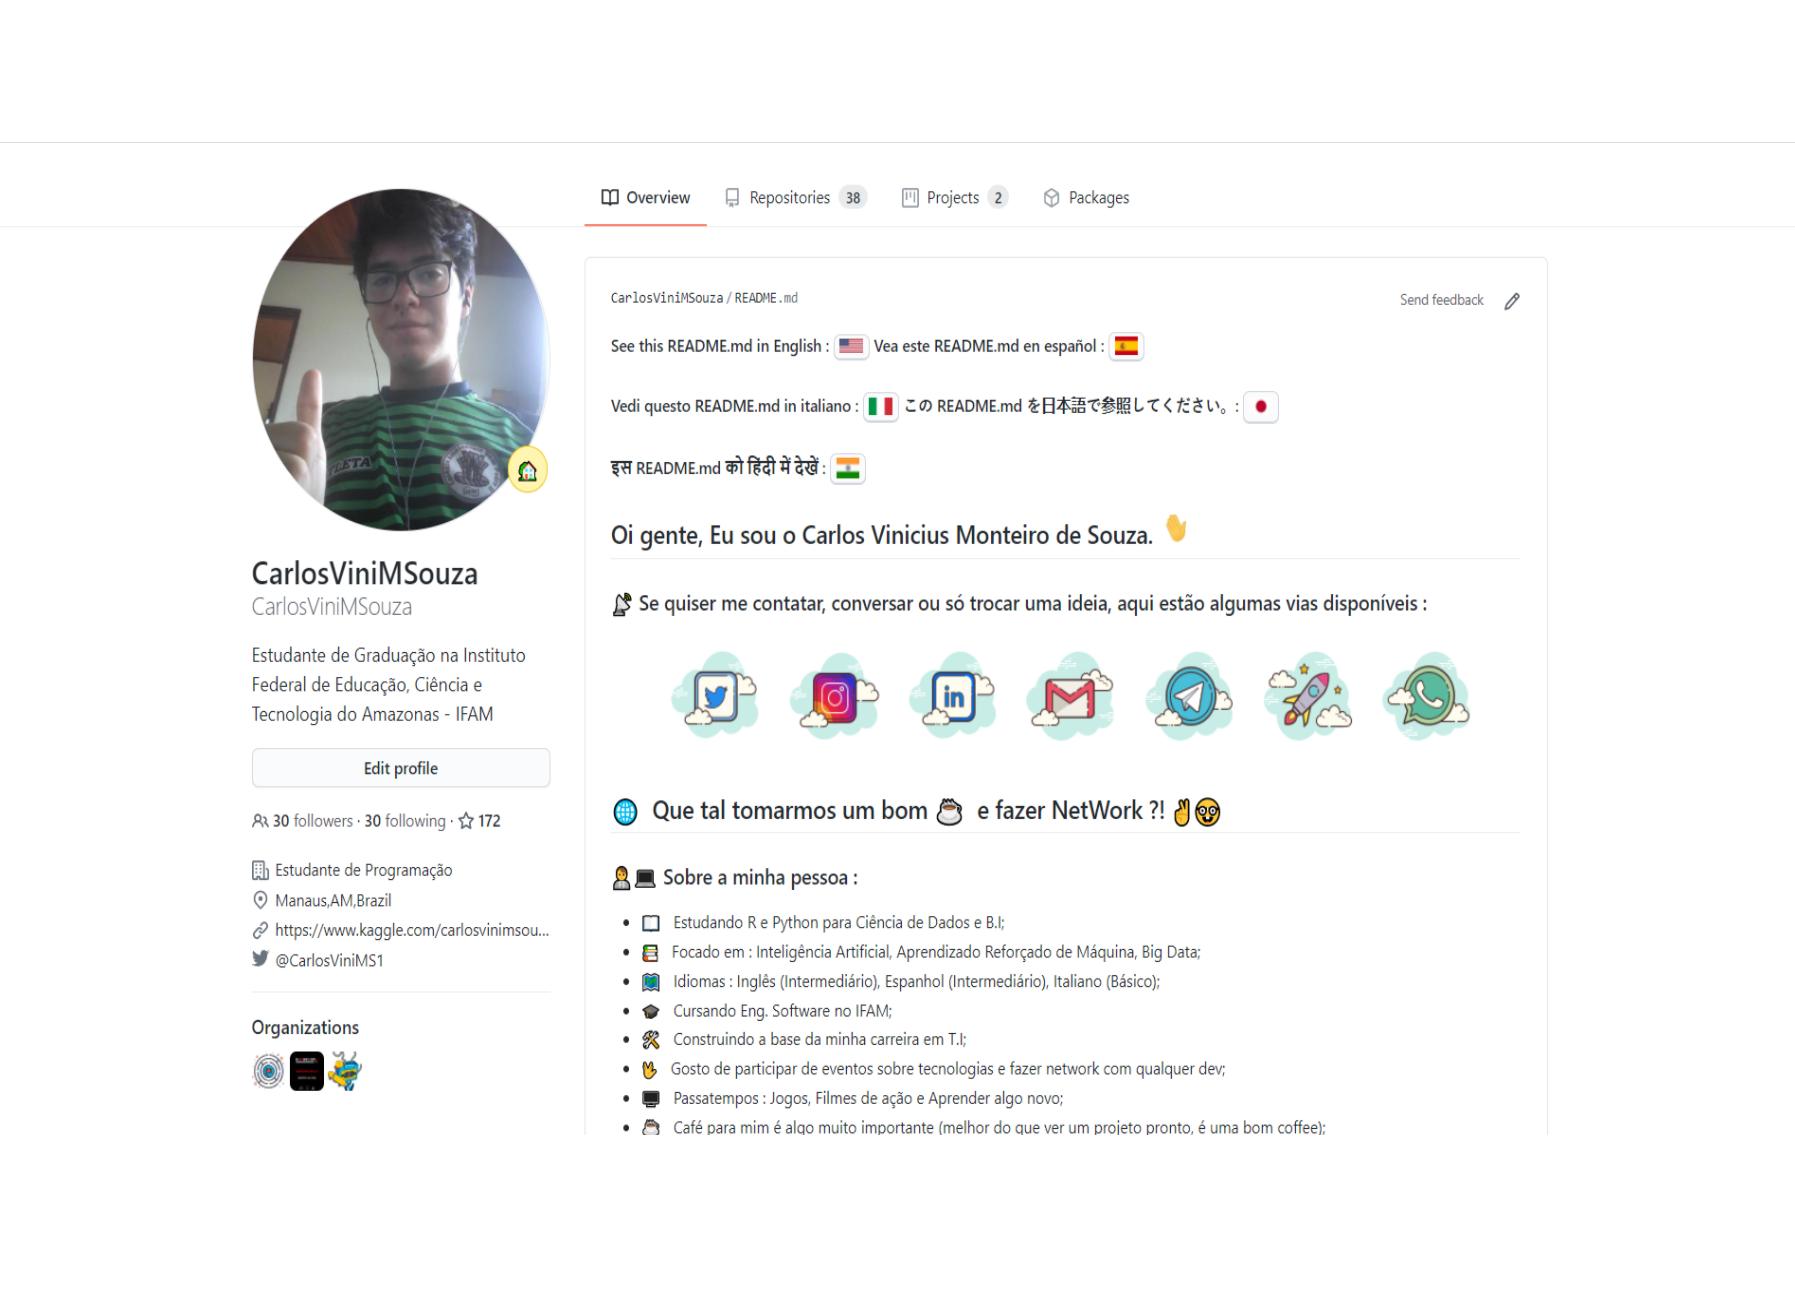 Overview Repositories 38 Projects 2 Packages
CarlosViniMSouza / README.md
Send feedback
See this README.md in English : Vea este README.md en español :
Vedi questo README.md in italiano : この README.md を日本語で参照してください。:
इस README.md को हिंदी में देखें :
Oi gente, Eu sou o Carlos Vinicius Monteiro de Souza.
Se quiser me contatar, conversar ou só trocar uma ideia, aqui estão algumas vias disponíveis :
in
Que tal tomarmos um bom e fazer NetWork ?!
Sobre a minha pessoa :
Estudando R e Python para Ciência de Dados e B.I;
Focado em : Inteligência Artificial, Aprendizado Reforçado de Máquina, Big Data;
Idiomas : Inglês (Intermediário), Espanhol (Intermediário), Italiano (Básico);
Cursando Eng. Software no IFAM;
Construindo a base da minha carreira em T.I;
Gosto de participar de eventos sobre tecnologias e fazer network com qualquer dev;
Passatempos : Jogos, Filmes de ação e Aprender algo novo;
Café para mim é algo muito importante (melhor do que ver um projeto pronto, é uma bom coffee);
CarlosViniMSouza
CarlosViniMSouza
Estudante de Graduação na Instituto
Federal de Educação, Ciência e
Tecnologia do Amazonas - IFAM
Edit profile
30 followers · 30 following · 172
Estudante de Programação
Manaus,AM,Brazil
https://www.kaggle.com/carlosvinimsou...
@CarlosViniMS1
Organizations